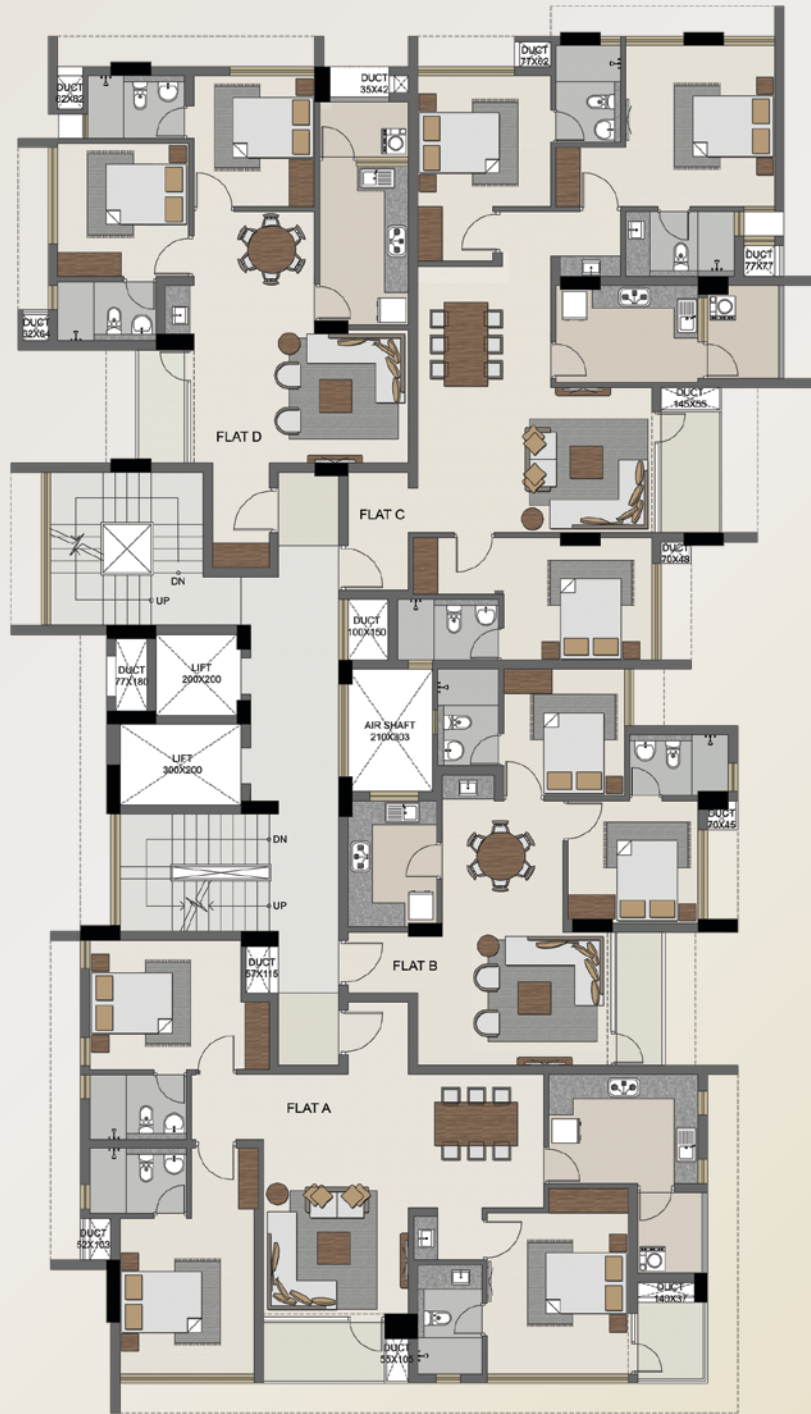 DUCT
77X62
DUCT
62X62
DUCT
35X42
DUCT
77X77
DUCT
62X64
DUCT
145X55
FLAT D
FLAT C
DUCT
70X48
DN
UP
DUCT
100X150
DUCT
77X180
LIFT
200X200
AIR SHAFT
210X303
LIFT
300X200
DUCT
70X45
DN
UP
DUCT
57X115
FLAT B
FLAT A
DUCT
52X103
DUCT
140X37
DUCT
55X105